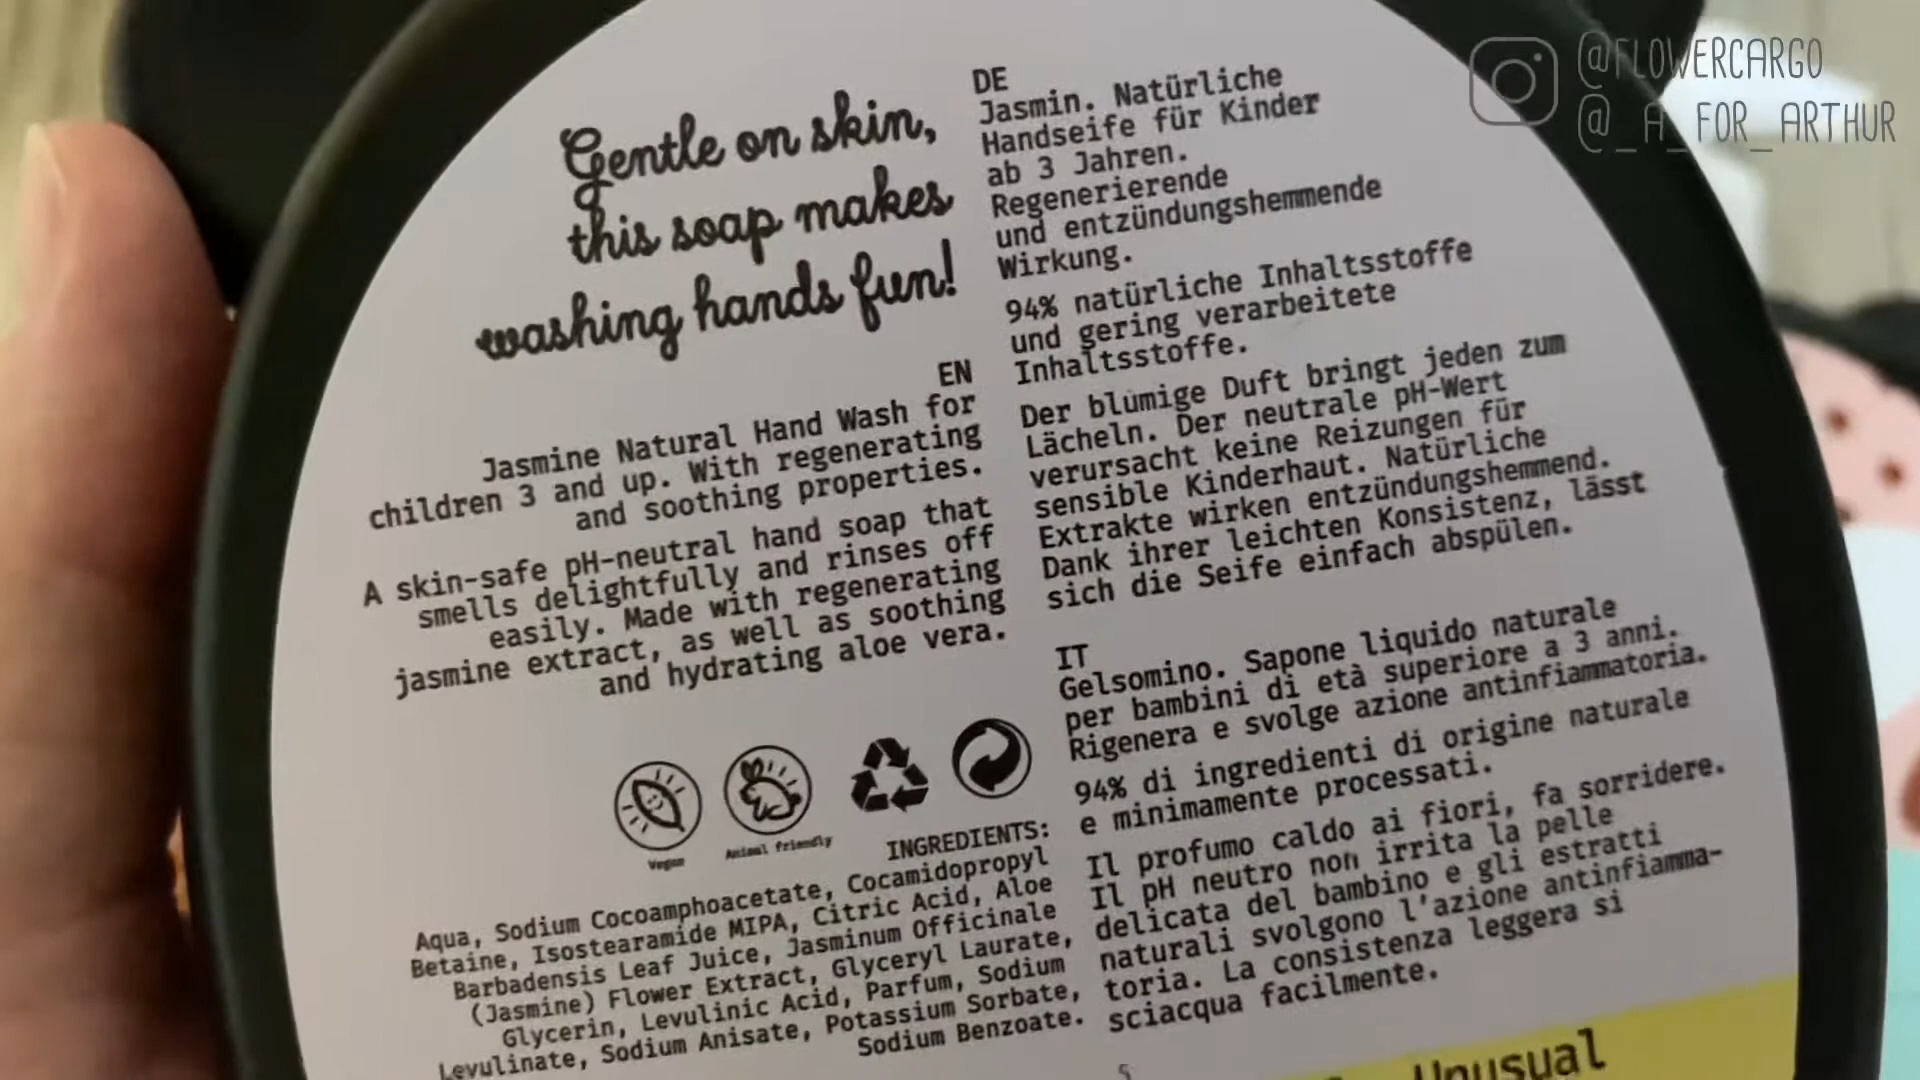 @FLOWERCARGO
@_A_FOR_ARTHUR
Gentle on skin,
this soap makes
washing hands fun!
EN
Jasmine Natural Hand Wash for
children 3 and up. With regenerating
and soothing properties.
A skin-safe pH-neutral hand soap that
smells delightfully and rinses off
easily. Made with regenerating
jasmine extract, as well as soothing
and hydrating aloe vera.
Vegan
Animal friendly
INGREDIENTS:
Aqua, Sodium Cocoamphoacetate, Cocamidopropyl
Betaine, Isostearamide MIPA, Citric Acid, Aloe
Barbadensis Leaf Juice, Jasminum Officinale
(Jasmine) Flower Extract, Glyceryl Laurate,
Glycerin, Levulinic Acid, Parfum, Sodium
Levulinate, Sodium Anisate, Potassium Sorbate,
Sodium Benzoate.
DE
Jasmin. Natürliche
Handseife für Kinder
ab 3 Jahren.
Regenerierende
und entzündungshemmende
Wirkung.
94% natürliche Inhaltsstoffe
und gering verarbeitete
Inhaltsstoffe.
Der blumige Duft bringt jeden zum
Lächeln. Der neutrale pH-Wert
verursacht keine Reizungen für
sensible Kinderhaut. Natürliche
Extrakte wirken entzündungshemmend.
Dank ihrer leichten Konsistenz, lässt
sich die Seife einfach abspülen.
IT
Gelsomino. Sapone liquido naturale
per bambini di età superiore a 3 anni.
Rigenera e svolge azione antinfiammatoria.
94% di ingredienti di origine naturale
e minimamente processati.
Il profumo caldo ai fiori, fa sorridere.
Il pH neutro non irrita la pelle
delicata del bambino e gli estratti
naturali svolgono l'azione antinfiamma-
toria. La consistenza leggera si
sciacqua facilmente.
Unusual